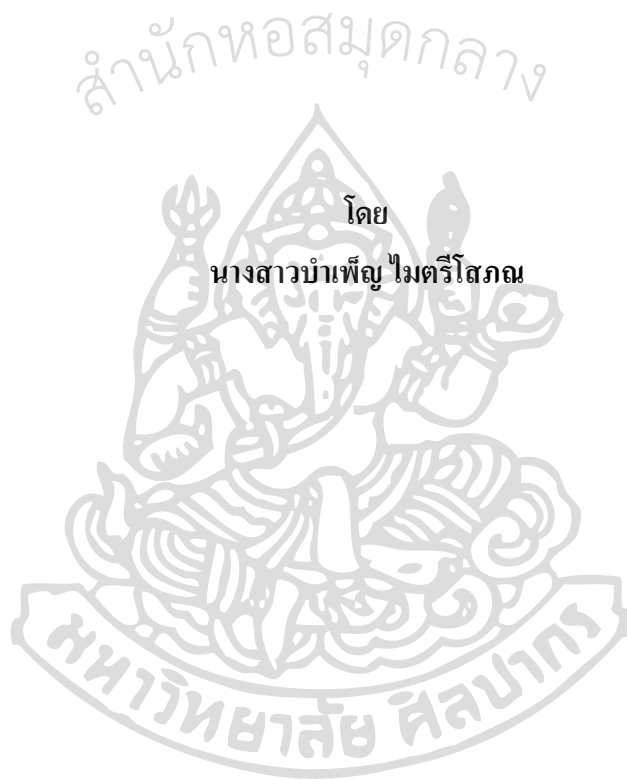 สำนักหอสมุดกลาง
โดย
นางสาวบำเพ็ญ ไมตรีโสภณ
มหาวิทยาลัย ศิลปากร